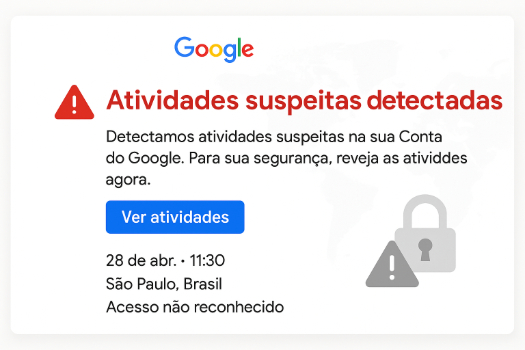 Google
Atividades suspeitas detectadas
Detectamos atividades suspeitas na sua Conta
do Google. Para sua segurança, reveja as atividdes
agora.
Ver atividades
28 de abr. • 11:30
São Paulo, Brasil
Acesso não reconhecido